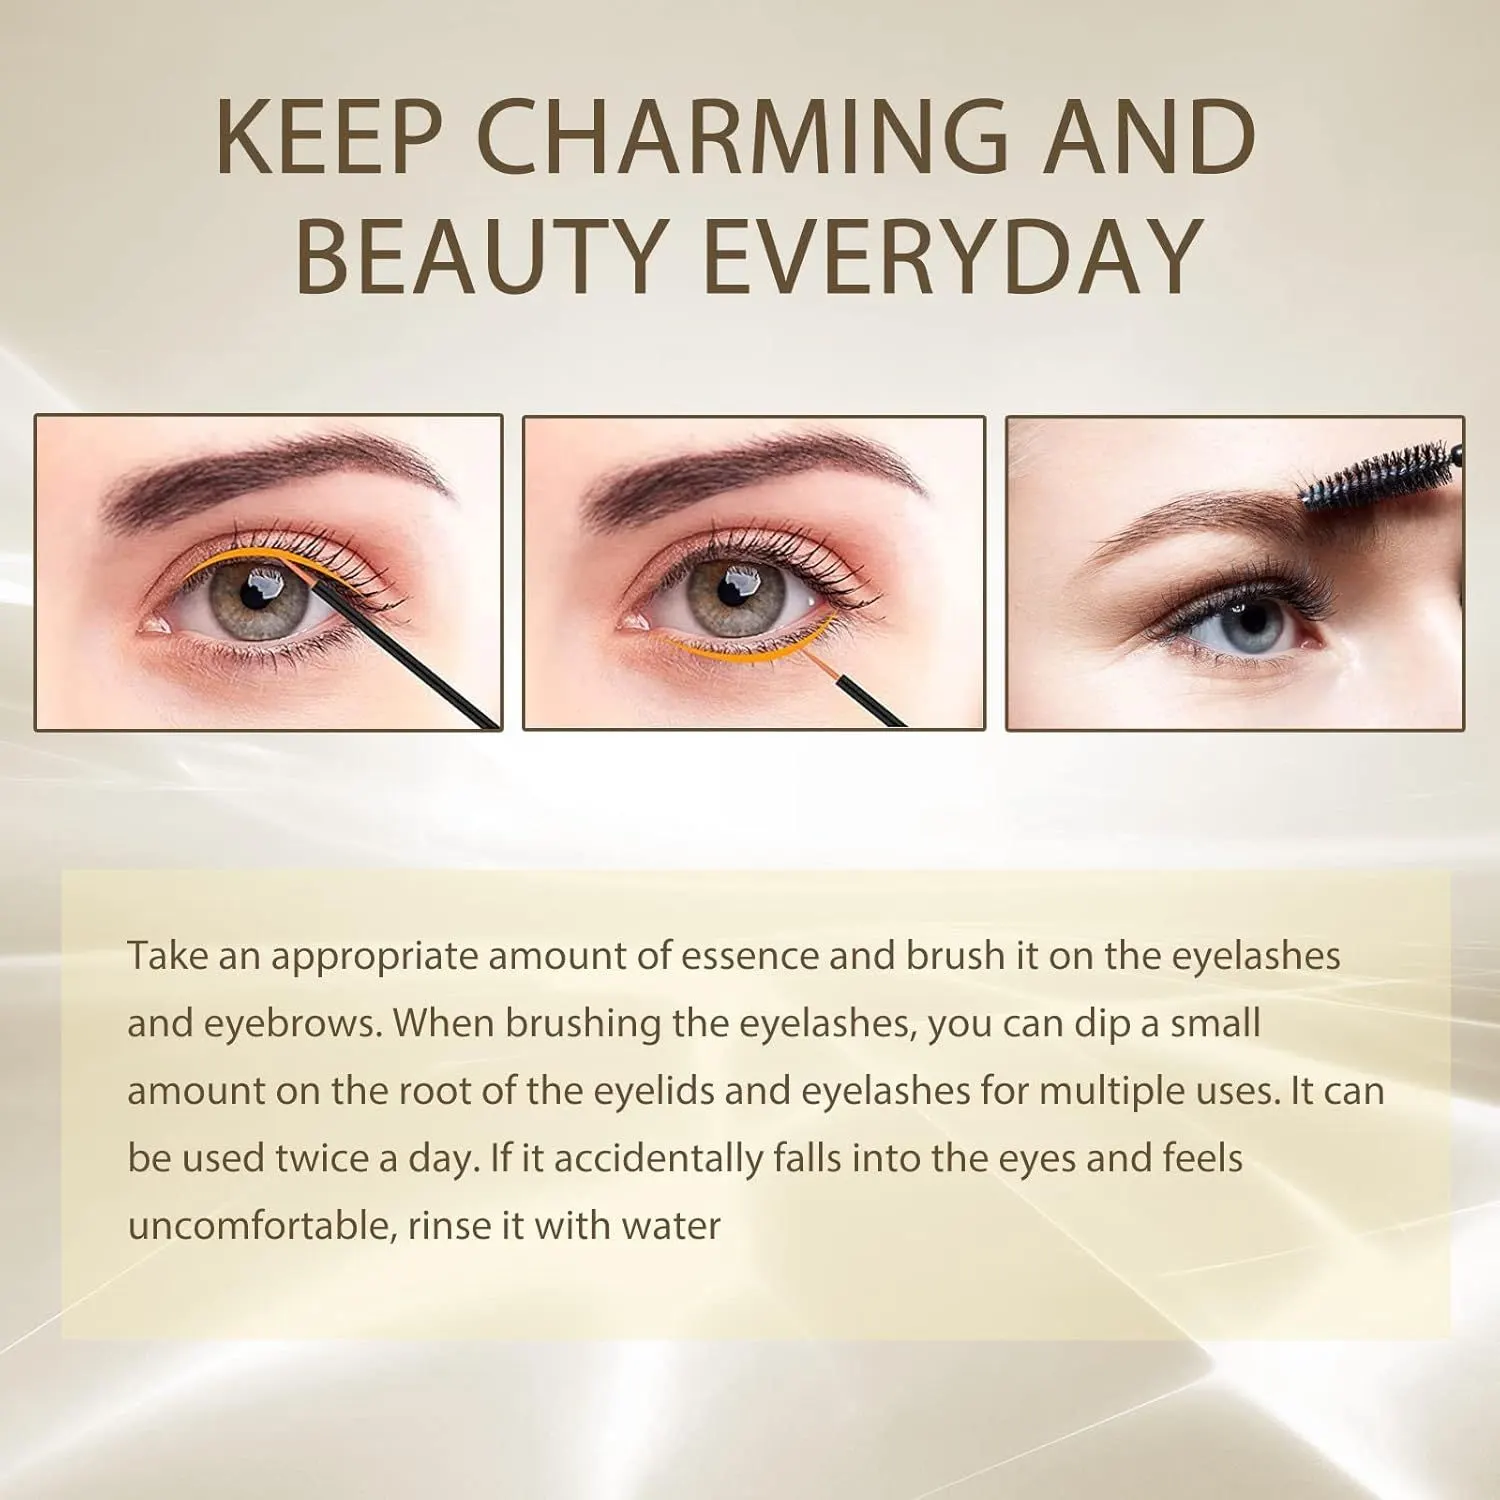 KEEP CHARMING AND
BEAUTY EVERYDAY
Take an appropriate amount of essence and brush it on the eyelashes
and eyebrows. When brushing the eyelashes, you can dip a small
amount on the root of the eyelids and eyelashes for multiple uses. It can
be used twice a day. If it accidentally falls into the eyes and feels
uncomfortable, rinse it with water